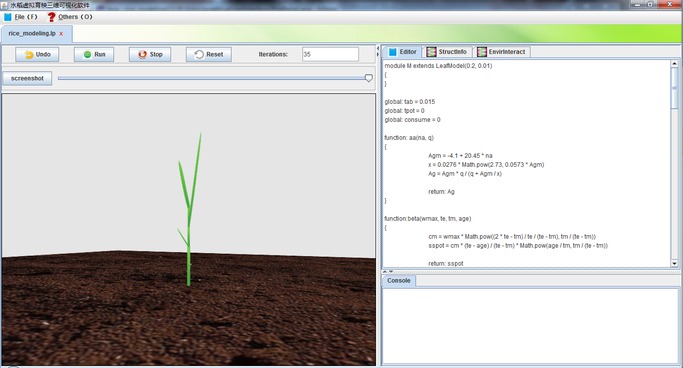 水稻虚拟育种三维可视化软件
File ( F )
Others ( O )
rice_modeling.lp x
Undo
Run
Stop
Reset
Iterations:
35
screenshot
Editor
StructInfo
EnvirInteract
module M extends LeafModel(0.2, 0.01)
{
}
global: tab = 0.015
global: tpot = 0
global: consume = 0
function: aa(na, q)
{
Agm = -4.1 + 20.45 * na
x = 0.0276 * Math.pow(2.73, 0.0573 * Agm)
Ag = Agm * q / (q + Agm / x)
return: Ag
}
function:beta(wmax, te, tm, age)
{
cm = wmax * Math.pow((2 * te - tm) / te / (te - tm), tm / (te - tm))
sspot = cm * (te - age) / (te - tm) * Math.pow(age / tm, tm / (te - tm))
return: sspot
Console